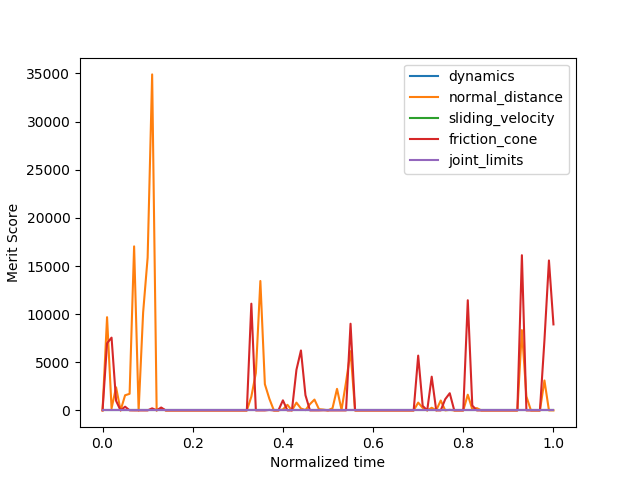 35000
30000
25000
20000
15000
10000
5000
0
Merit Score
dynamics
normal_distance
sliding_velocity
friction_cone
joint_limits
0.0 0.2 0.4 0.6 0.8 1.0
Normalized time